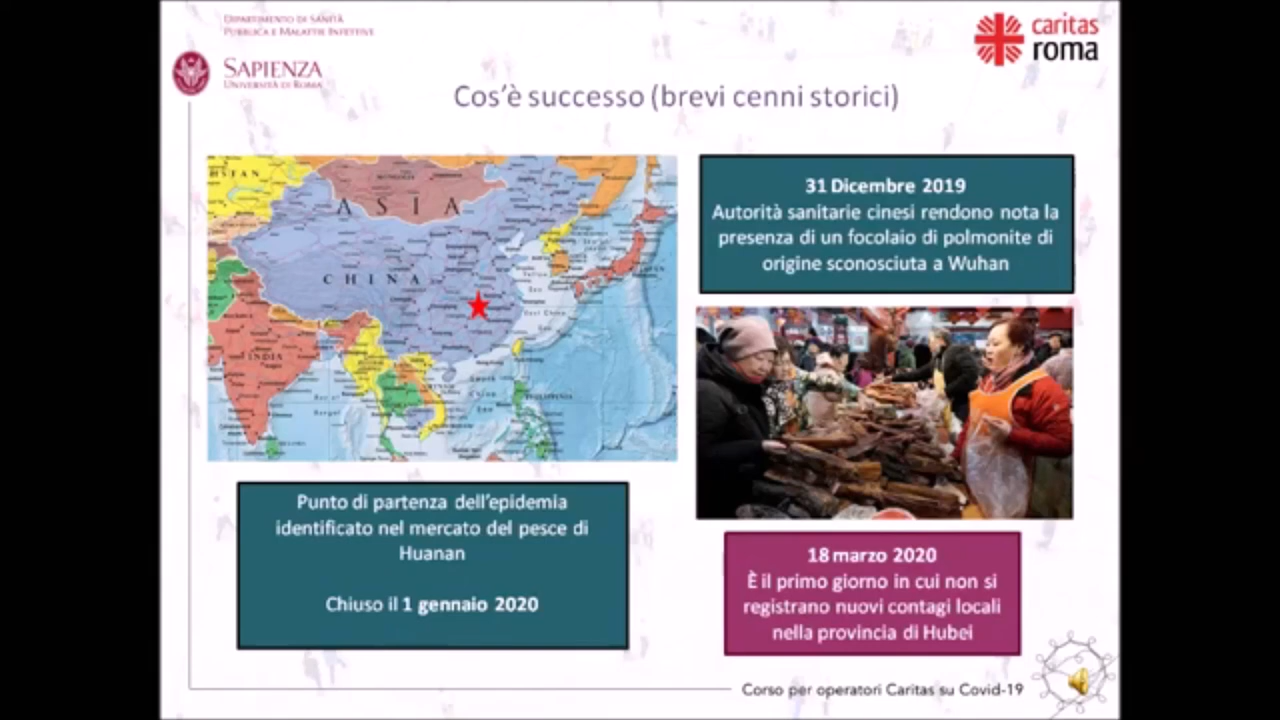 DIPARTIMENTO DI SANITÀ
PUBBLICA E MALATTIE INFETTIVE
SAPIENZA
UNIVERSITÀ DI ROMA
caritas
roma
Cos'è successo (brevi cenni storici)
ASIA
CHINA
INDIA
31 Dicembre 2019
Autorità sanitarie cinesi rendono nota la
presenza di un focolaio di polmonite di
origine sconosciuta a Wuhan
Punto di partenza dell'epidemia
identificato nel mercato del pesce di
Huanan
Chiuso il 1 gennaio 2020
18 marzo 2020
È il primo giorno in cui non si
registrano nuovi contagi locali
nella provincia di Hubei
Corso per operatori Caritas su Covid-19